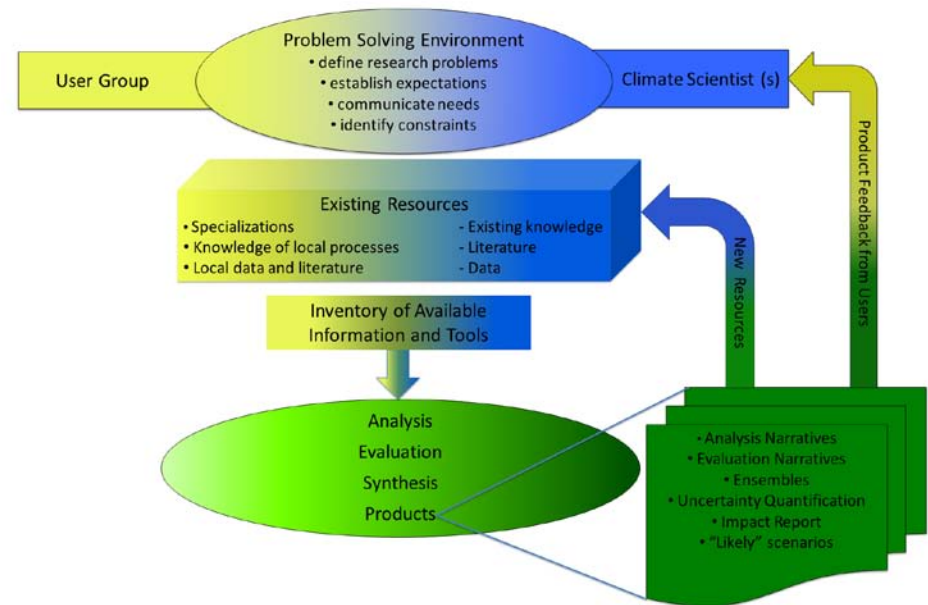 User Group
Problem Solving Environment
• define research problems
• establish expectations
• communicate needs
• identify constraints
Climate Scientist (s)
Existing Resources
• Specializations
• Knowledge of local processes
• Local data and literature
- Existing knowledge
- Literature
- Data
New Resources
Product Feedback from Users
Inventory of Available
Information and Tools
Analysis
Evaluation
Synthesis
Products
• Analysis Narratives
• Evaluation Narratives
• Ensembles
• Uncertainty Quantification
• Impact Report
• "Likely" scenarios